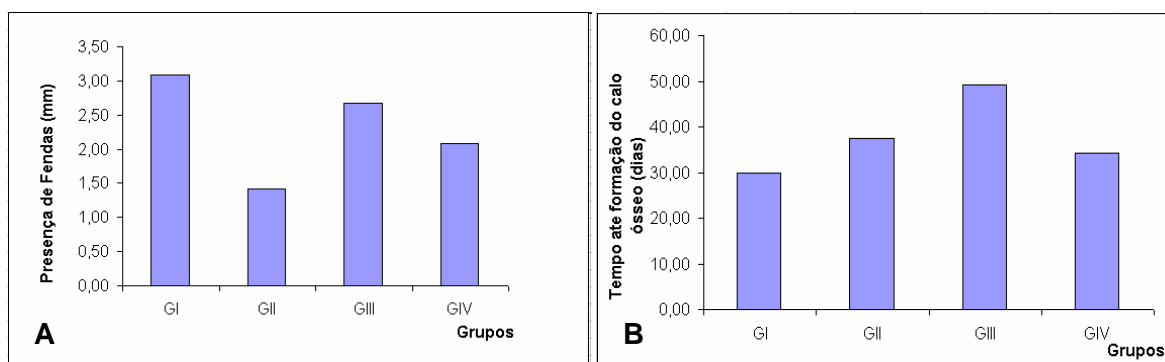 Presença de Fendas (mm)
3,50
3,00
2,50
2,00
1,50
1,00
0,50
0,00
GI GII GIII GIV
Grupos
A
Tempo ate formação do calo
ósseo (dias)
60,00
50,00
40,00
30,00
20,00
10,00
0,00
GI GII GIII GIV
Grupos
B